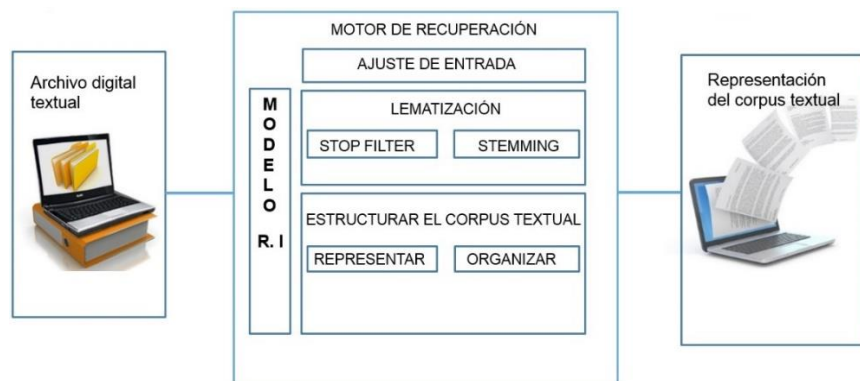 Archivo digital
textual
MOTOR DE RECUPERACIÓN
AJUSTE DE ENTRADA
MODELO R. I
LEMATIZACIÓN
STOP FILTER
STEMMING
ESTRUCTURAR EL CORPUS TEXTUAL
REPRESENTAR
ORGANIZAR
Representación
del corpus textual